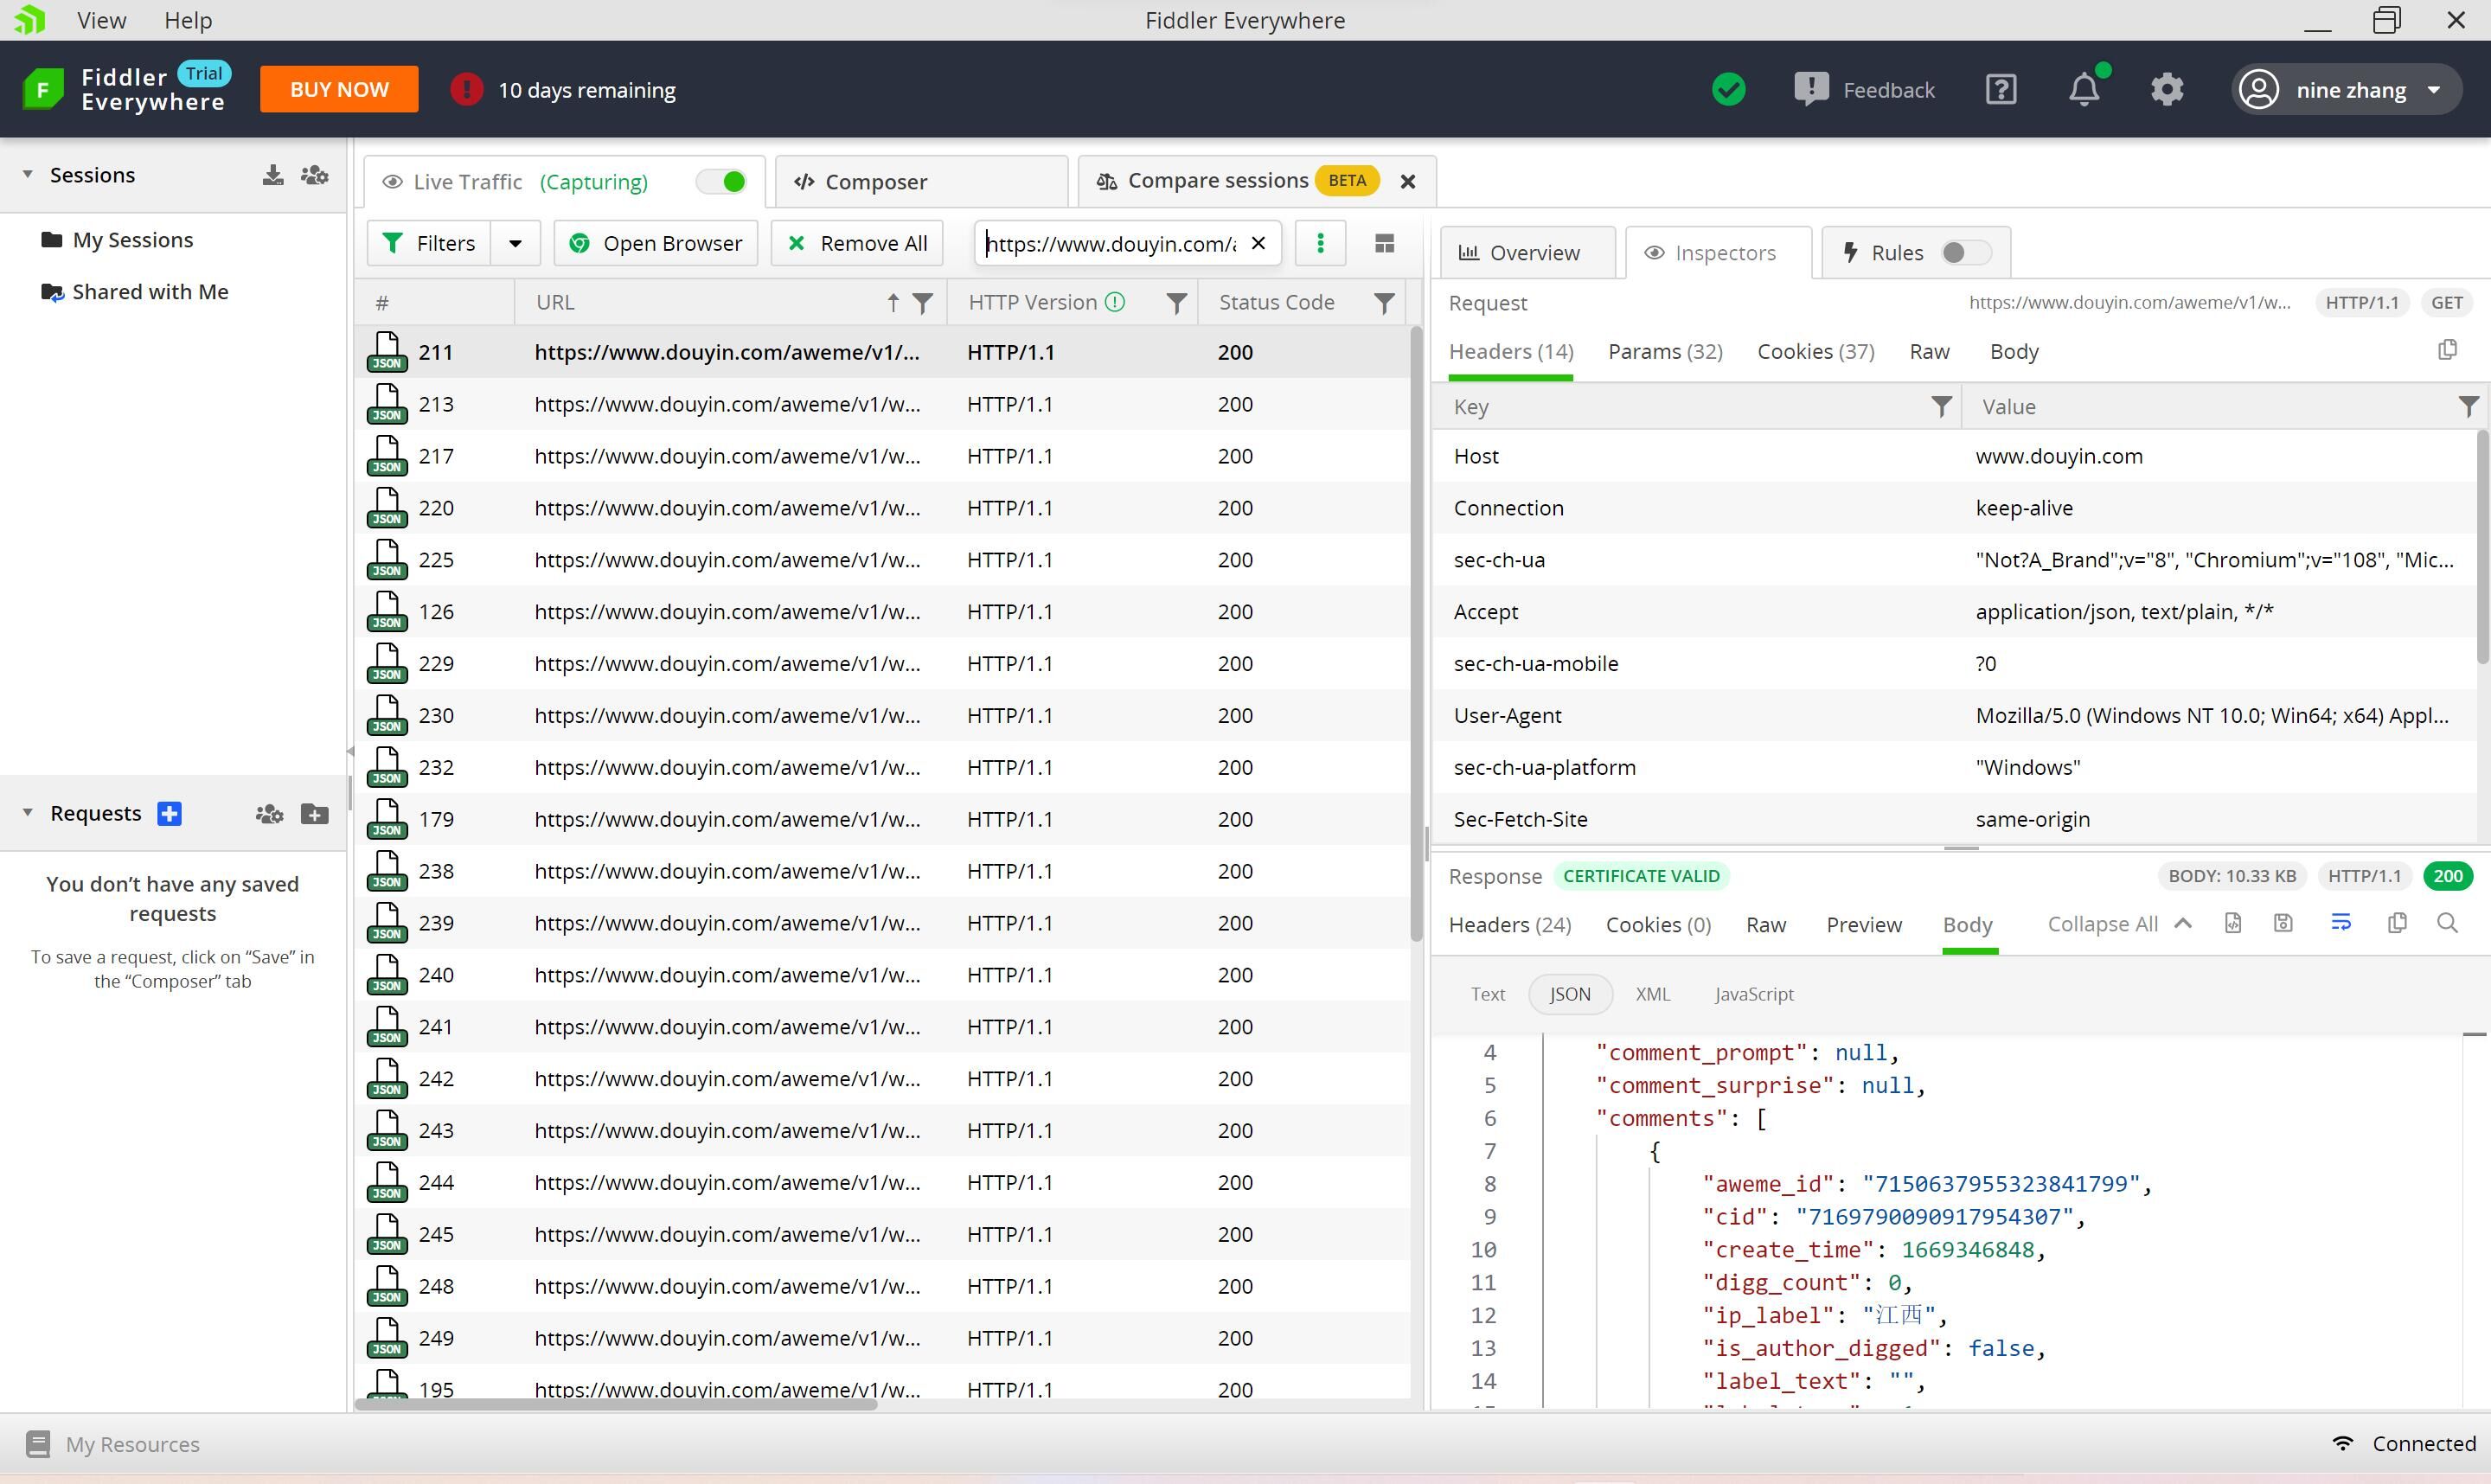 View Help Fiddler Everywhere
Fiddler Everywhere Trial BUY NOW 10 days remaining Feedback nine zhang
Sessions
My Sessions
Shared with Me
Requests
You don't have any saved
requests
To save a request, click on “Save” in
the “Composer” tab
Live Traffic (Capturing) Composer Compare sessions BETA
Filters Open Browser Remove All https://www.douyin.com/a
# URL HTTP Version Status Code
JSON 211 https://www.douyin.com/aweme/v1/... HTTP/1.1 200
JSON 213 https://www.douyin.com/aweme/v1/w... HTTP/1.1 200
JSON 217 https://www.douyin.com/aweme/v1/w... HTTP/1.1 200
JSON 220 https://www.douyin.com/aweme/v1/w... HTTP/1.1 200
JSON 225 https://www.douyin.com/aweme/v1/w... HTTP/1.1 200
JSON 126 https://www.douyin.com/aweme/v1/w... HTTP/1.1 200
JSON 229 https://www.douyin.com/aweme/v1/w... HTTP/1.1 200
JSON 230 https://www.douyin.com/aweme/v1/w... HTTP/1.1 200
JSON 232 https://www.douyin.com/aweme/v1/w... HTTP/1.1 200
JSON 179 https://www.douyin.com/aweme/v1/w... HTTP/1.1 200
JSON 238 https://www.douyin.com/aweme/v1/w... HTTP/1.1 200
JSON 239 https://www.douyin.com/aweme/v1/w... HTTP/1.1 200
JSON 240 https://www.douyin.com/aweme/v1/w... HTTP/1.1 200
JSON 241 https://www.douyin.com/aweme/v1/w... HTTP/1.1 200
JSON 242 https://www.douyin.com/aweme/v1/w... HTTP/1.1 200
JSON 243 https://www.douyin.com/aweme/v1/w... HTTP/1.1 200
JSON 244 https://www.douyin.com/aweme/v1/w... HTTP/1.1 200
JSON 245 https://www.douyin.com/aweme/v1/w... HTTP/1.1 200
JSON 248 https://www.douyin.com/aweme/v1/w... HTTP/1.1 200
JSON 249 https://www.douyin.com/aweme/v1/w... HTTP/1.1 200
195 https://www.douyin.com/aweme/v1/w... HTTP/1.1 200
Overview Inspectors Rules
Request https://www.douyin.com/aweme/v1/w... HTTP/1.1 GET
Headers (14) Params (32) Cookies (37) Raw Body
Key Value
Host www.douyin.com
Connection keep-alive
sec-ch-ua "Not?A_Brand";v="8", "Chromium";v="108", "Mic...
Accept application/json, text/plain, */*
sec-ch-ua-mobile ?0
User-Agent Mozilla/5.0 (Windows NT 10.0; Win64; x64) Appl...
sec-ch-ua-platform "Windows"
Sec-Fetch-Site same-origin
Response CERTIFICATE VALID BODY: 10.33 KB HTTP/1.1 200
Headers (24) Cookies (0) Raw Preview Body Collapse All
Text JSON XML JavaScript
4 "comment_prompt": null,
5 "comment_surprise": null,
6 "comments": [
7 {
8 "aweme_id": "7150637955323841799",
9 "cid": "7169790090917954307",
10 "create_time": 1669346848,
11 "digg_count": 0,
12 "ip_label": "江西",
13 "is_author_digged": false,
14 "label_text": "",
My Resources Connected